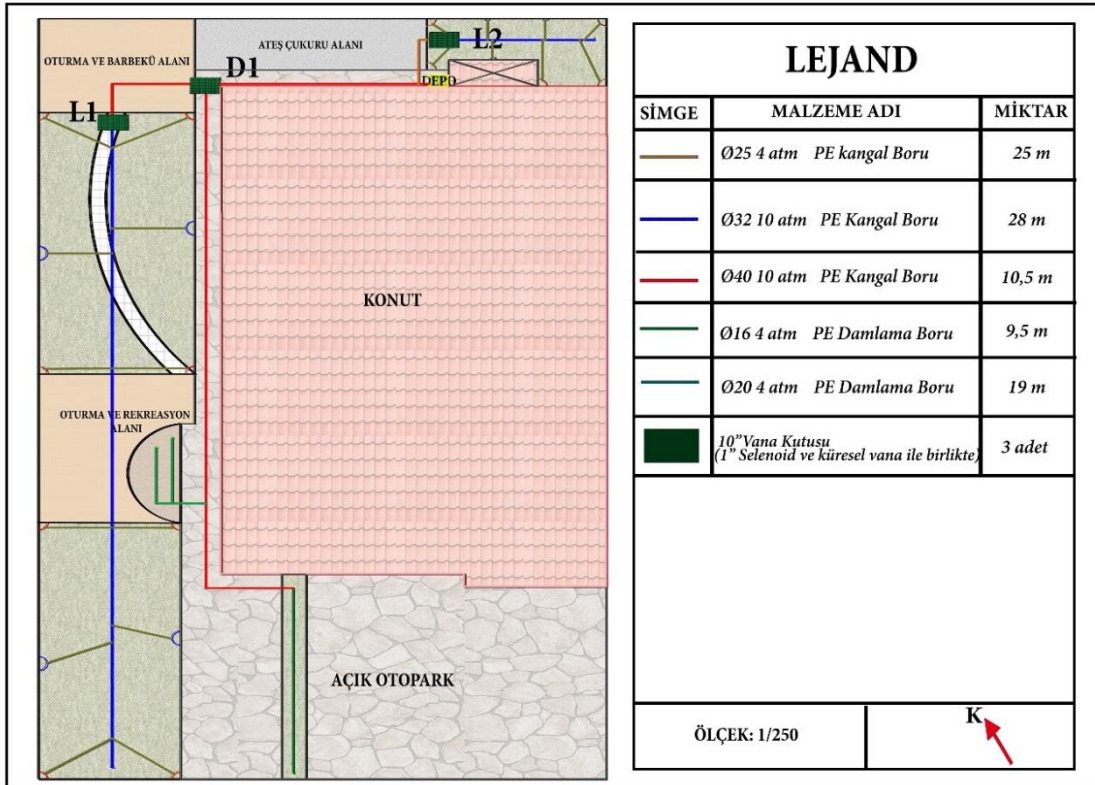 OTURMA VE BARBEKÜ ALANI
ATEŞ ÇUKURU ALANI
L2
D1
DEPO
L1
KONUT
OTURMA VE REKREASYON
ALANI
AÇIK OTOPARK
LEJAND
SİMGE MALZEME ADI MİKTAR
Ø25 4 atm PE kangal Boru 25 m
Ø32 10 atm PE Kangal Boru 28 m
Ø40 10 atm PE Kangal Boru 10,5 m
Ø16 4 atm PE Damlama Boru 9,5 m
Ø20 4 atm PE Damlama Boru 19 m
10” Vana Kutusu
(1” Selenoid ve küresel vana ile birlikte) 3 adet
ÖLÇEK: 1/250
K